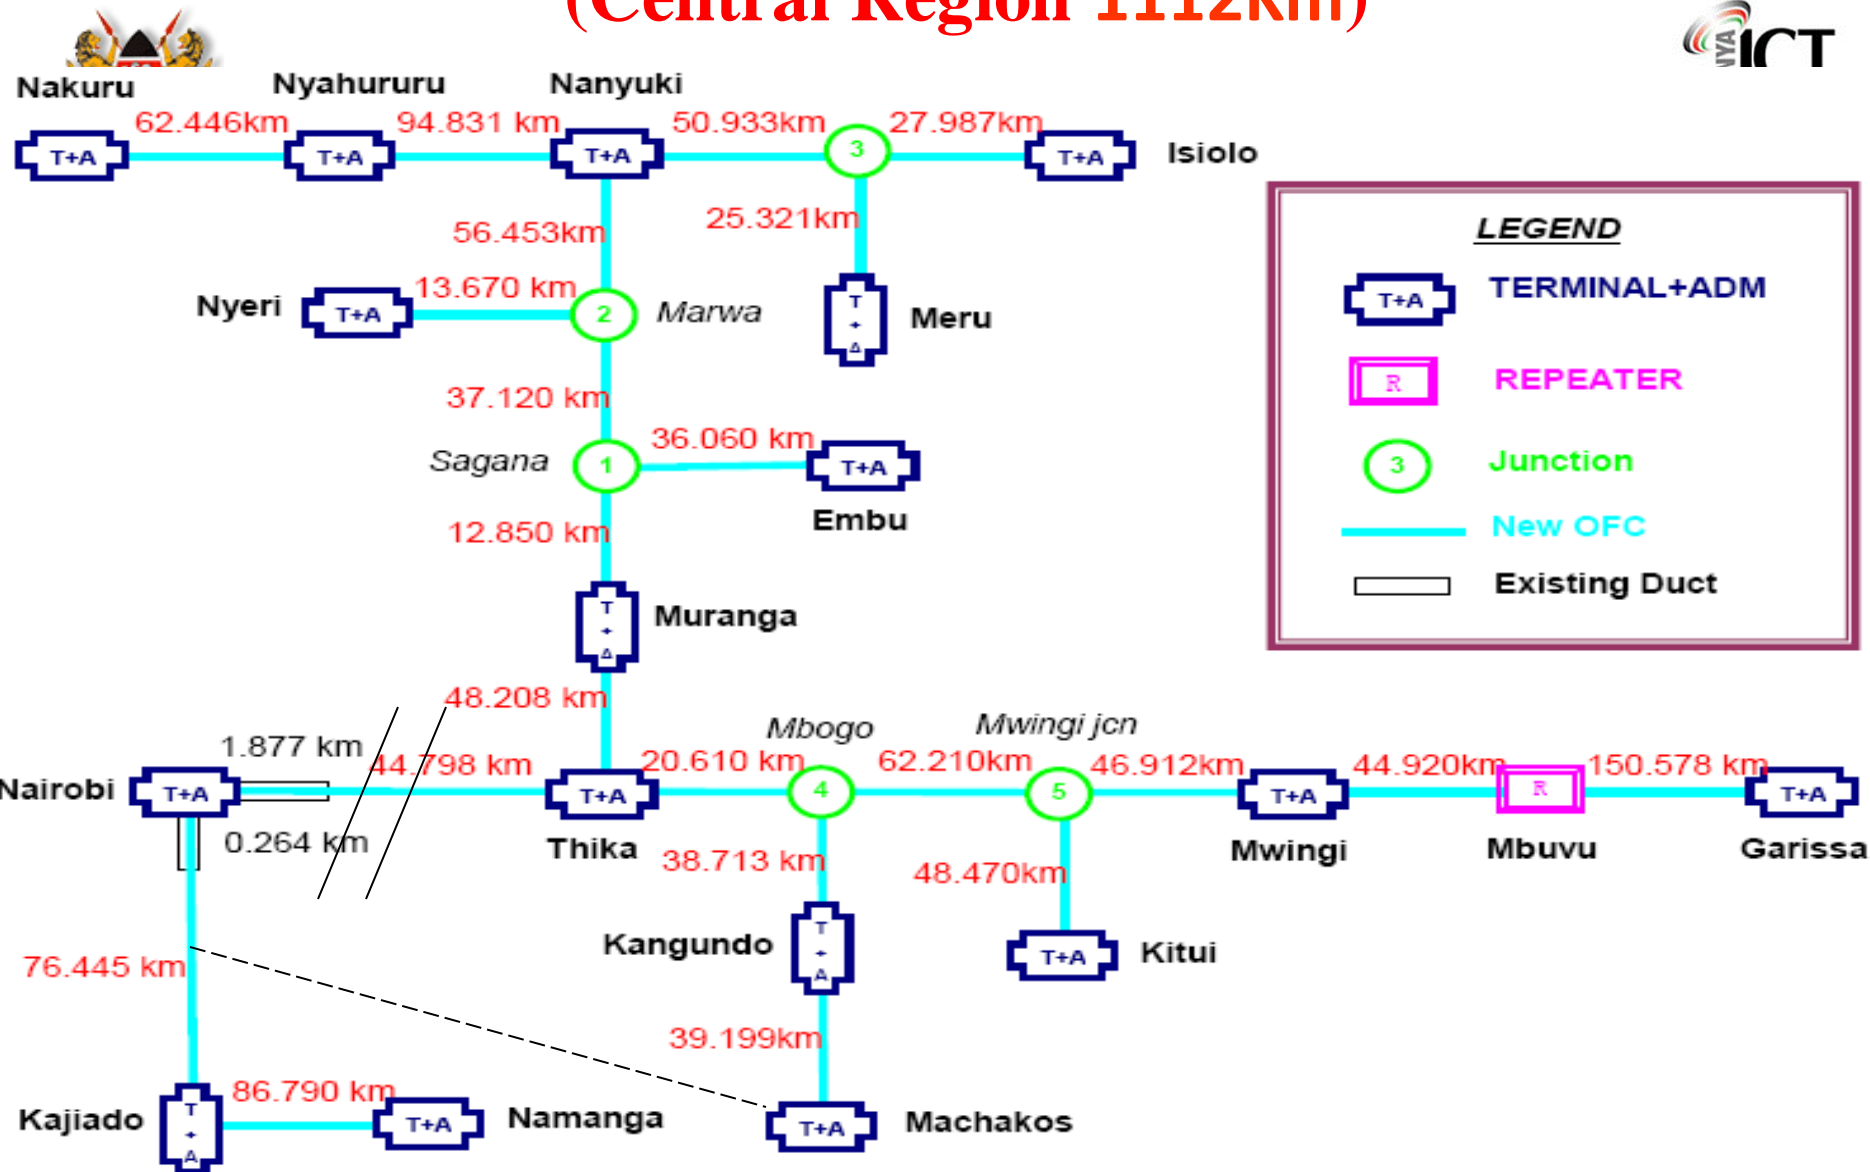 (Central Region 1112Km)
ICT
Nakuru
Nyahururu
Nanyuki
62.446km
94.831 km
50.933km
27.987km
T+A
T+A
T+A
3
T+A
Isiolo
56.453km
25.321km
LEGEND
T+A
TERMINAL+ADM
R
REPEATER
3
Junction
New OFC
Existing Duct
Nyeri
T+A
13.670 km
2
Marwa
T
+
A
Meru
37.120 km
Sagana
1
36.060 km
T+A
Embu
12.850 km
T
+
A
Muranga
48.208 km
1.877 km
44.798 km
20.610 km
Mbogo
62.210km
Mwingi jcn
46.912km
44.920km
150.578 km
Nairobi
T+A
T+A
4
5
T+A
R
T+A
0.264 km
Thika
38.713 km
48.470km
Mwingi
Mbuvu
Garissa
Kangundo
T
+
A
T+A
Kitui
76.445 km
39.199km
86.790 km
Kajiado
T
+
A
T+A
Namanga
T+A
Machakos